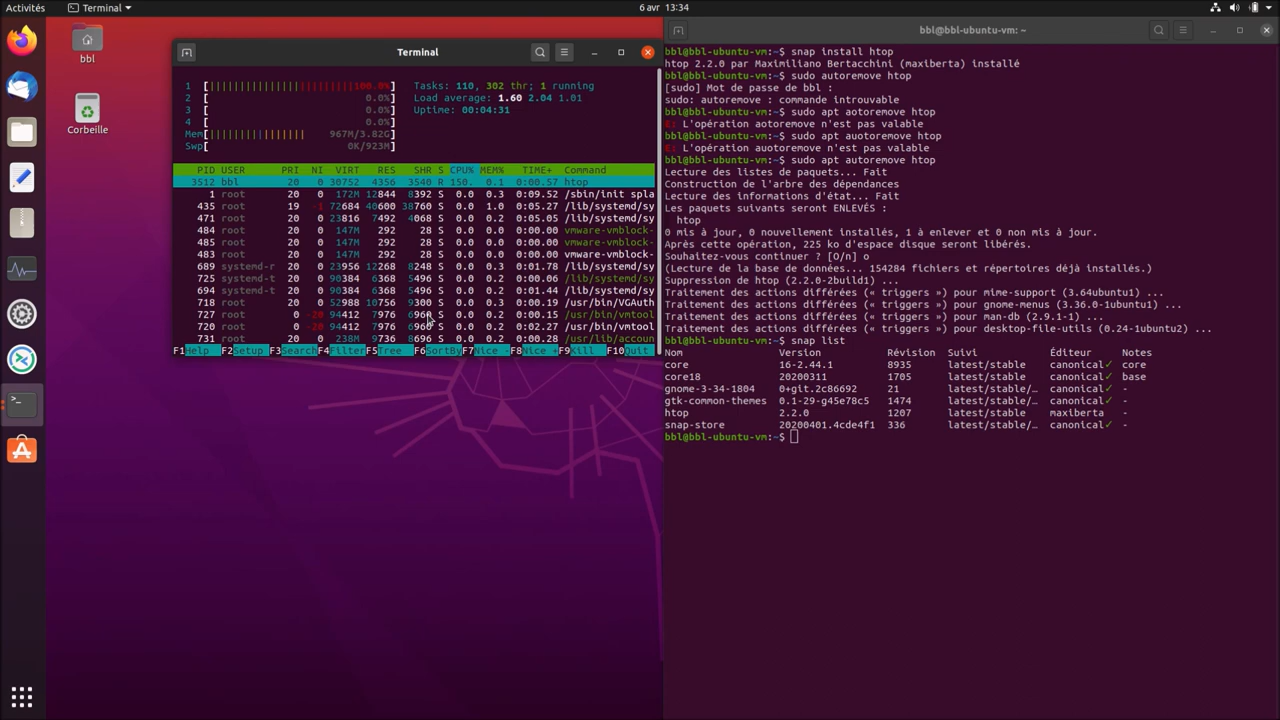 Activités
Terminal
6 avr 13:34
bbl
Corbeille
Terminal
1 [||||||||||||||||||||||||100.0%]
2 [ 0.0%]
3 [ 0.0%]
4 [ 0.0%]
Mem[||||||||||||||||| 967M/3.82G]
Swp[ 0K/923M]
Tasks: 110, 302 thr; 1 running
Load average: 1.60 2.04 1.01
Uptime: 00:04:31
PID USER PRI NI VIRT RES SHR S CPU% MEM% TIME+ Command
3512 bbl 20 0 30752 4356 3540 R 150. 0.1 0:00.57 htop
1 root 20 0 172M 12844 8392 S 0.0 0.3 0:09.52 /sbin/init spla
435 root 19 -1 72684 40600 38760 S 0.0 1.0 0:05.27 /lib/systemd/sy
471 root 20 0 23816 7492 4068 S 0.0 0.2 0:05.05 /lib/systemd/sy
484 root 20 0 147M 292 28 S 0.0 0.0 0:00.00 vmware-vmblock-
485 root 20 0 147M 292 28 S 0.0 0.0 0:00.00 vmware-vmblock-
483 root 20 0 147M 292 28 S 0.0 0.0 0:00.00 vmware-vmblock-
689 systemd-r 20 0 23956 12268 8248 S 0.0 0.3 0:01.78 /lib/systemd/sy
725 systemd-t 20 0 90384 6368 5496 S 0.0 0.2 0:00.06 /lib/systemd/sy
694 systemd-t 20 0 90384 6368 5496 S 0.0 0.2 0:01.44 /lib/systemd/sy
718 root 20 0 52988 10756 9300 S 0.0 0.3 0:00.19 /usr/bin/VGAuth
727 root 0 -20 94412 7976 6960 S 0.0 0.2 0:00.15 /usr/bin/vmtool
720 root 0 -20 94412 7976 6960 S 0.0 0.2 0:02.27 /usr/bin/vmtool
731 root 20 0 238M 9736 8696 S 0.0 0.2 0:00.28 /usr/lib/accoun
F1Help F2Setup F3SearchF4FilterF5Tree F6SortByF7Nice -F8Nice +F9Kill F10Quit
bbl@bbl-ubuntu-vm: ~
bbl@bbl-ubuntu-vm:~$ snap install htop
htop 2.2.0 par Maximiliano Bertacchini (maxiberta) installé
bbl@bbl-ubuntu-vm:~$ sudo autoremove htop
[sudo] Mot de passe de bbl :
sudo: autoremove : commande introuvable
bbl@bbl-ubuntu-vm:~$ sudo apt aotoremove htop
E: L'opération aotoremove n'est pas valable
bbl@bbl-ubuntu-vm:~$ sudo apt auotoremove htop
E: L'opération auotoremove n'est pas valable
bbl@bbl-ubuntu-vm:~$ sudo apt autoremove htop
Lecture des listes de paquets... Fait
Construction de l'arbre des dépendances
Lecture des informations d'état... Fait
Les paquets suivants seront ENLEVÉS :
htop
0 mis à jour, 0 nouvellement installés, 1 à enlever et 0 non mis à jour.
Après cette opération, 225 ko d'espace disque seront libérés.
Souhaitez-vous continuer ? [O/n] o
(Lecture de la base de données... 154284 fichiers et répertoires déjà installés.)
Suppression de htop (2.2.0-2build1) ...
Traitement des actions différées (« triggers ») pour mime-support (3.64ubuntu1) ...
Traitement des actions différées (« triggers ») pour gnome-menus (3.36.0-1ubuntu1) ...
Traitement des actions différées (« triggers ») pour man-db (2.9.1-1) ...
Traitement des actions différées (« triggers ») pour desktop-file-utils (0.24-1ubuntu2) ...
bbl@bbl-ubuntu-vm:~$ snap list
Nom Version Révision Suivi Éditeur Notes
core 16-2.44.1 8935 latest/stable canonical✓ core
core18 20200311 1705 latest/stable canonical✓ base
gnome-3-34-1804 0+git.2c86692 21 latest/stable/… canonical✓ -
gtk-common-themes 0.1-29-g45e78c5 1474 latest/stable/… canonical✓ -
htop 2.2.0 1207 latest/stable maxiberta -
snap-store 20200401.4cde4f1 336 latest/stable/… canonical✓ -
bbl@bbl-ubuntu-vm:~$